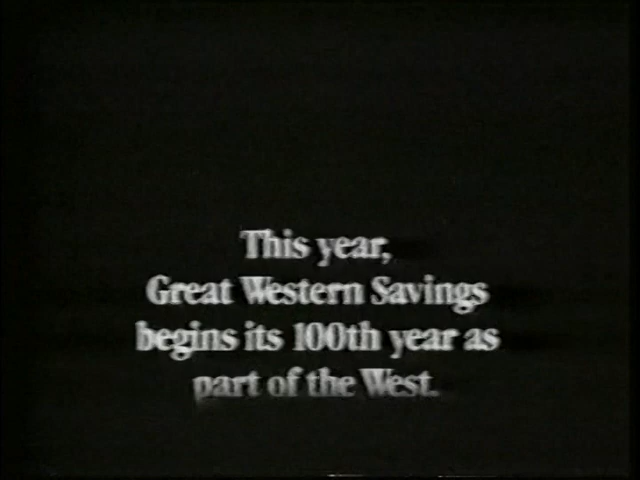 This year,
Great Western Savings
begins its 100th year as
part of the West.